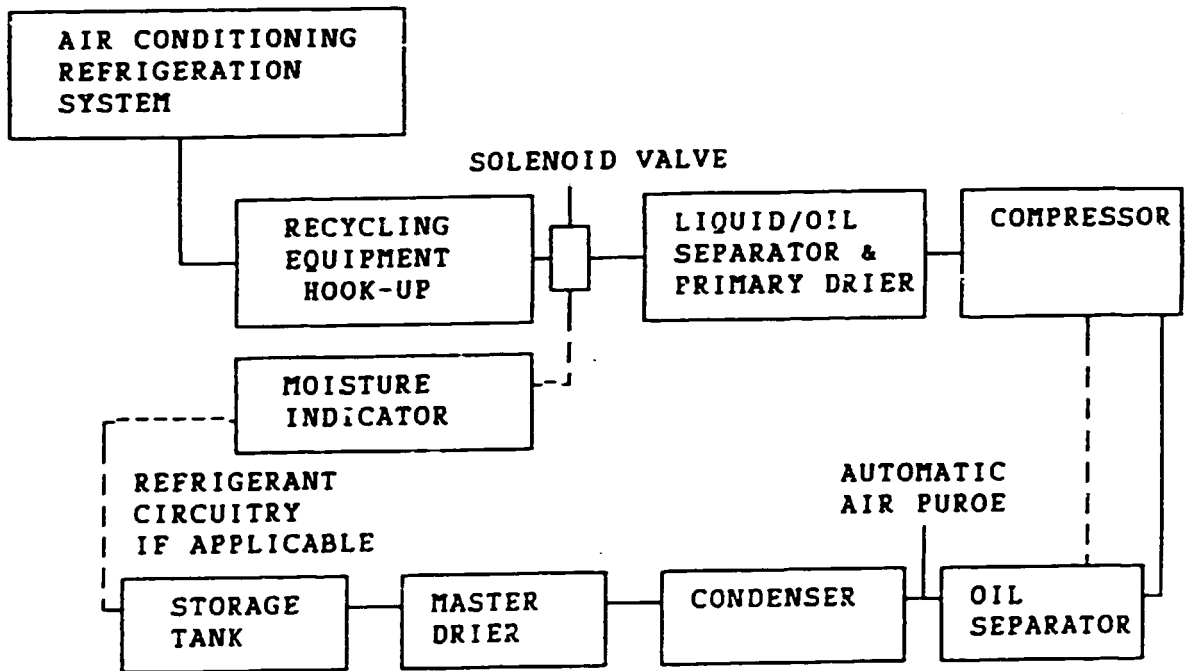 AIR CONDITIONING
REFRIGERATION
SYSTEM
SOLENOID VALVE
RECYCLING
EQUIPMENT
HOOK-UP
LIQUID/OIL
SEPARATOR &
PRIMARY DRIER
COMPRESSOR
MOISTURE
INDICATOR
REFRIGERANT
CIRCUITRY
IF APPLICABLE
AUTOMATIC
AIR PUROE
STORAGE
TANK
MASTER
DRIER
CONDENSER
OIL
SEPARATOR